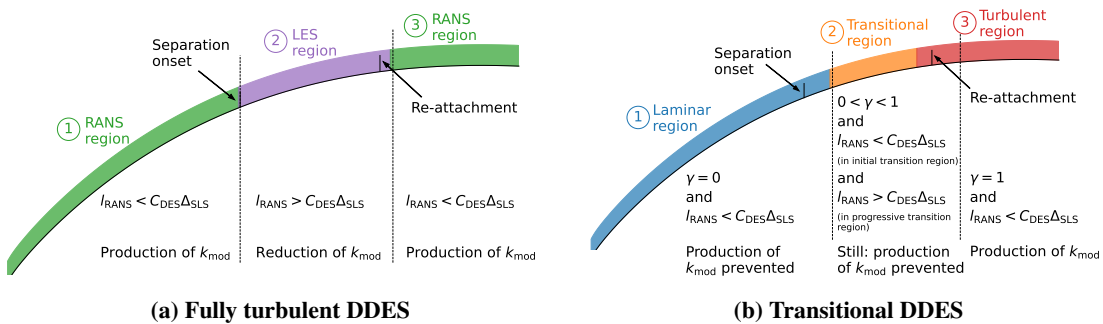 Separation
onset
2 LES
region
3 RANS
region
Re-attachment
1 RANS
region
l_RANS < C_DES Δ_SLS
l_RANS > C_DES Δ_SLS
l_RANS < C_DES Δ_SLS
Production of k_mod
Reduction of k_mod
Production of k_mod
(a) Fully turbulent DDES
Separation
onset
2 Transitional
region
3 Turbulent
region
Re-attachment
1 Laminar
region
γ = 0
and
l_RANS < C_DES Δ_SLS
0 < γ < 1
and
l_RANS < C_DES Δ_SLS
(in initial transition region)
and
l_RANS > C_DES Δ_SLS
(in progressive transition
region)
γ = 1
and
l_RANS < C_DES Δ_SLS
Production of
k_mod prevented
Still: production
of k_mod prevented
Production of k_mod
(b) Transitional DDES